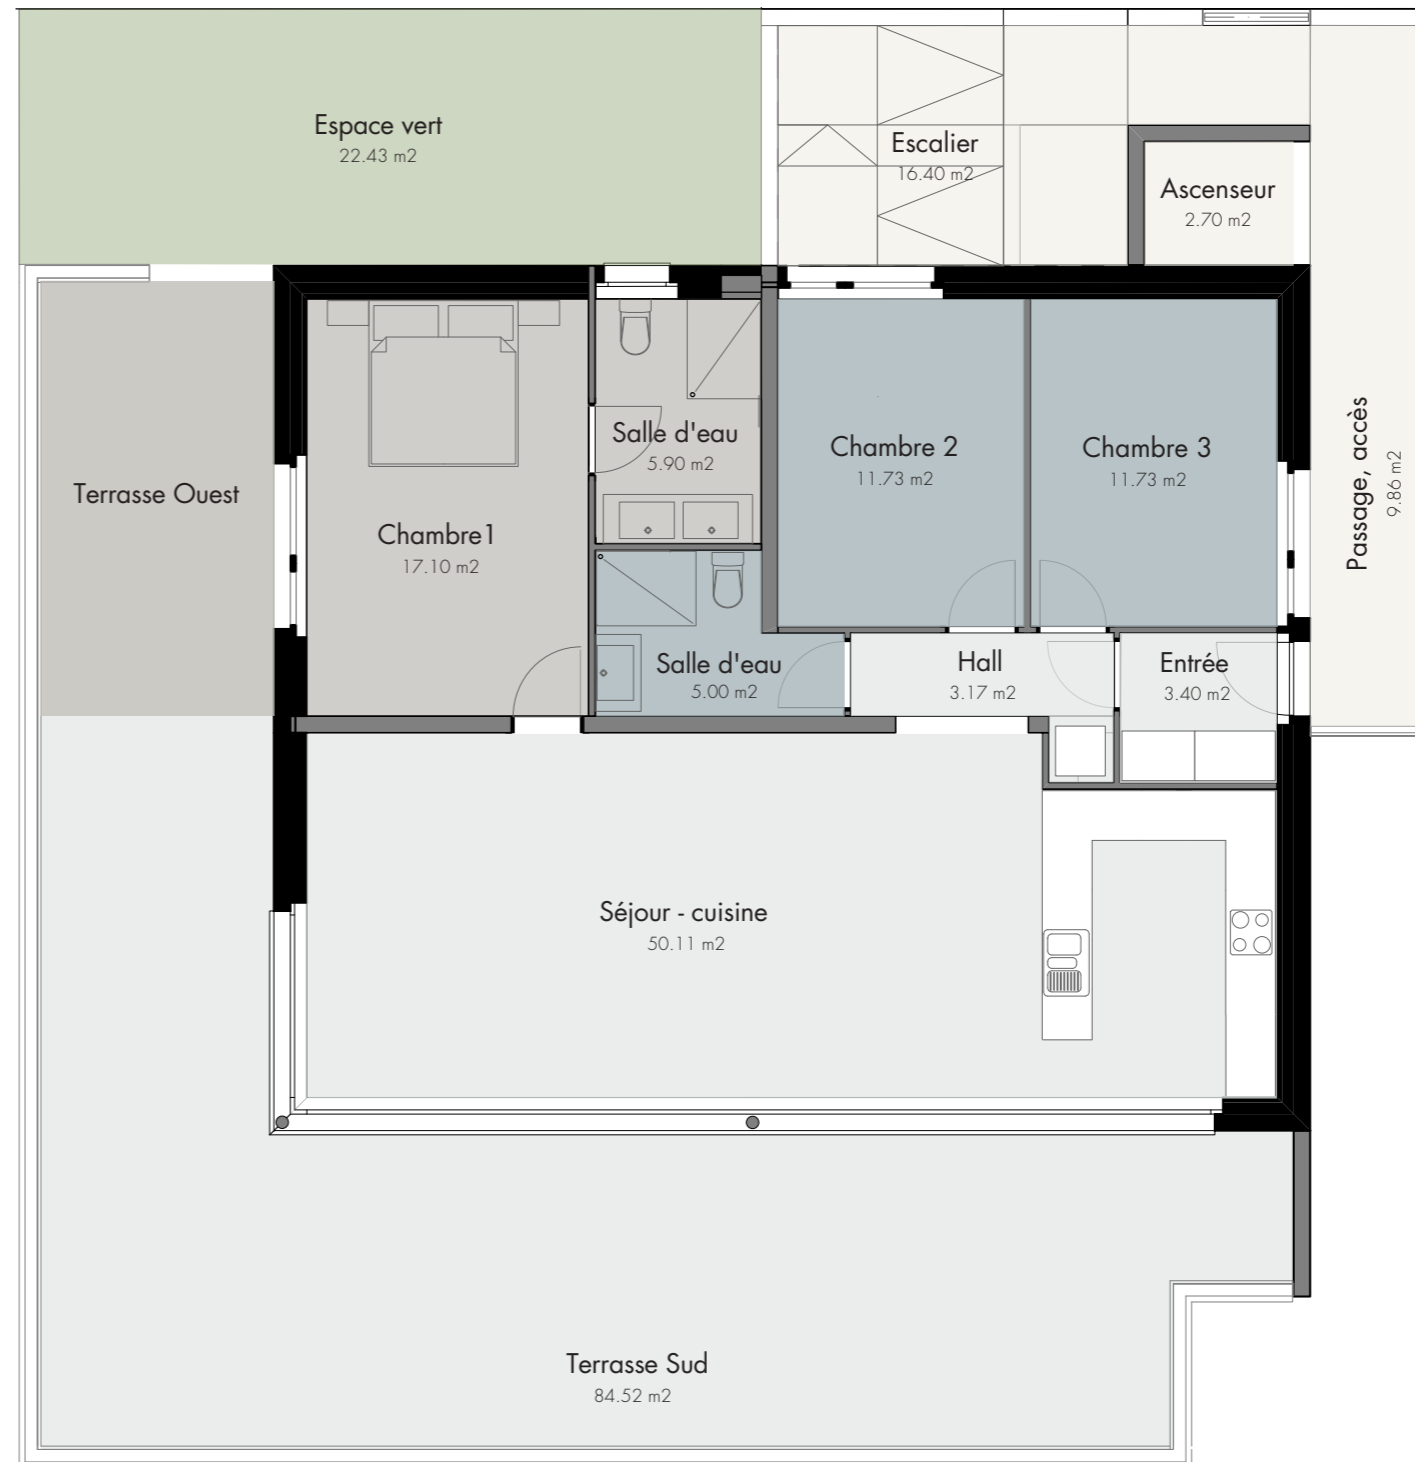 Espace vert
22.43 m2
Escalier
16.40 m2
Ascenseur
2.70 m2
Passage, accès
9.86 m2
Terrasse Ouest
Chambre1
17.10 m2
Salle d'eau
5.90 m2
Chambre 2
11.73 m2
Chambre 3
11.73 m2
Salle d'eau
5.00 m2
Hall
3.17 m2
Entrée
3.40 m2
Séjour - cuisine
50.11 m2
Terrasse Sud
84.52 m2